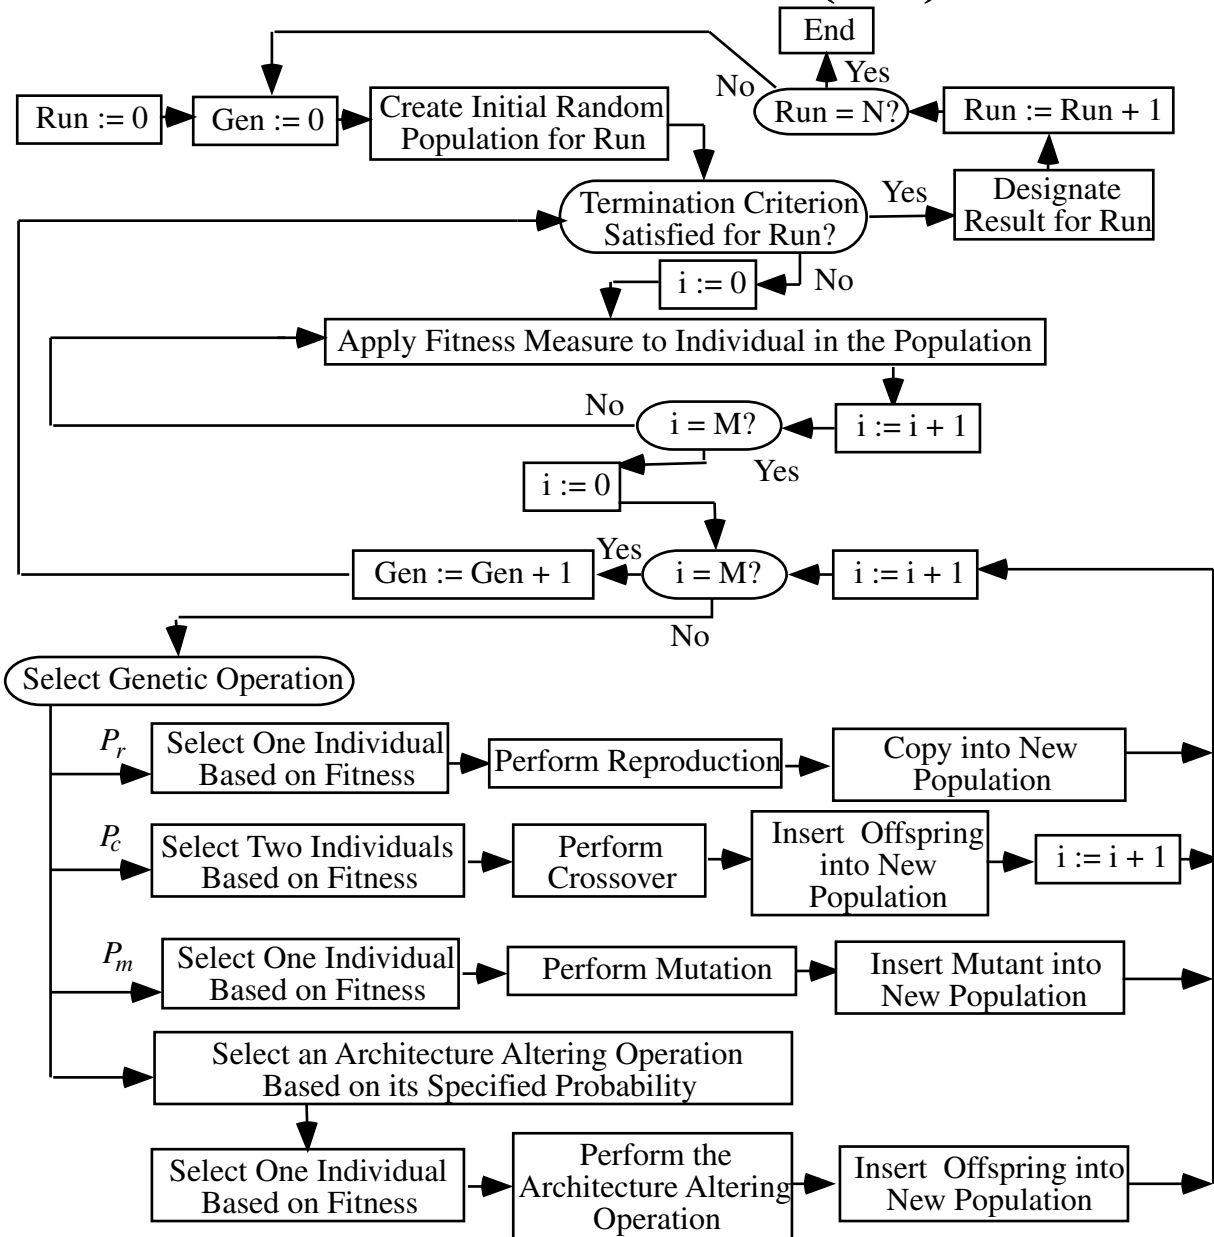 End
No
Yes
Run := 0
Gen := 0
Create Initial Random
Population for Run
Run = N?
Run := Run + 1
Termination Criterion
Satisfied for Run?
Yes
Designate
Result for Run
i := 0
No
Apply Fitness Measure to Individual in the Population
No
i = M?
i := i + 1
i := 0
Yes
Gen := Gen + 1
Yes
i = M?
i := i + 1
No
Select Genetic Operation
Pr
Select One Individual
Based on Fitness
Perform Reproduction
Copy into New
Population
Pc
Select Two Individuals
Based on Fitness
Perform
Crossover
Insert Offspring
into New
Population
i := i + 1
Pm
Select One Individual
Based on Fitness
Perform Mutation
Insert Mutant into
New Population
Select an Architecture Altering Operation
Based on its Specified Probability
Select One Individual
Based on Fitness
Perform the
Architecture Altering
Operation
Insert Offspring into
New Population